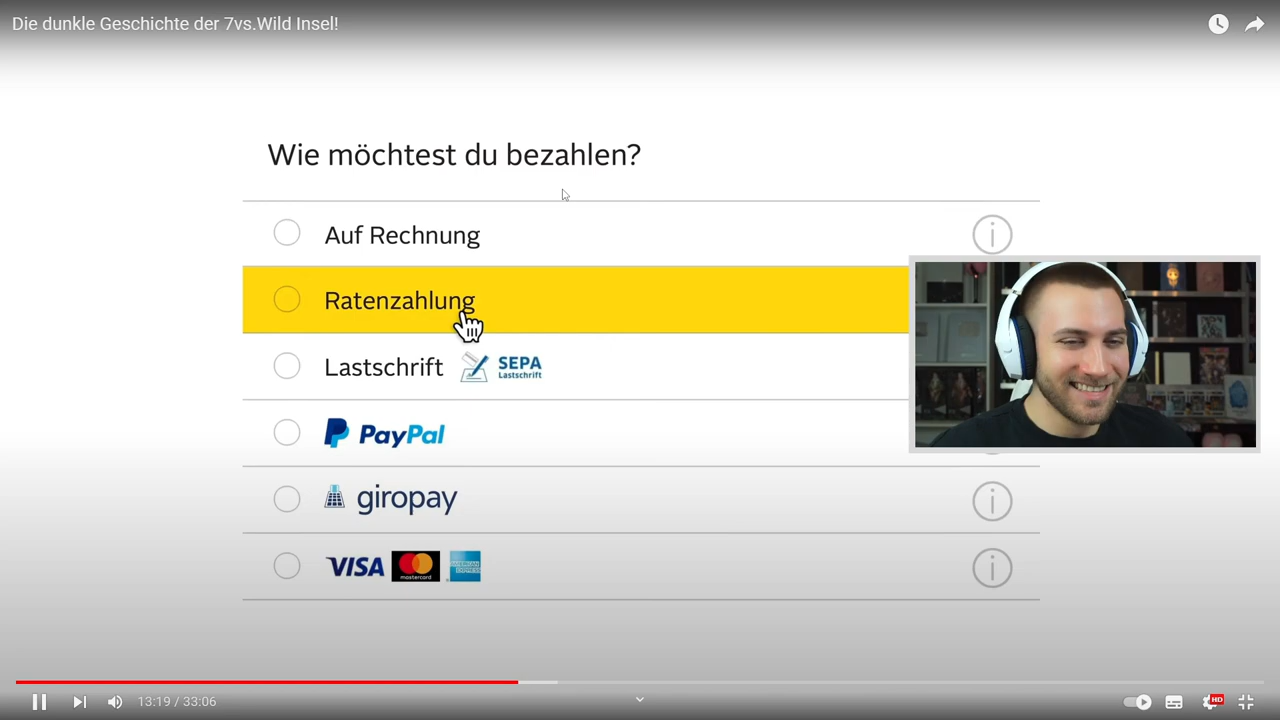 Die dunkle Geschichte der 7vs.Wild Insel!
Wie möchtest du bezahlen?
Auf Rechnung
Ratenzahlung
Lastschrift SEPA Lastschrift
PayPal
giropay
VISA mastercard AMERICAN EXPRESS
13:19 / 33:06
HD